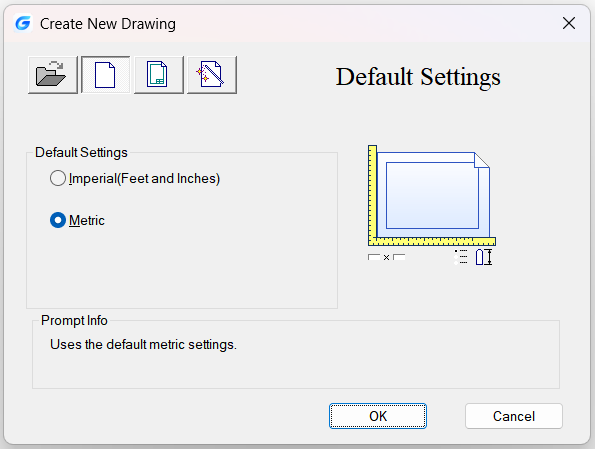 Create New Drawing
Default Settings
Default Settings
Imperial(Feet and Inches)
Metric
Prompt Info
Uses the default metric settings.
OK
Cancel